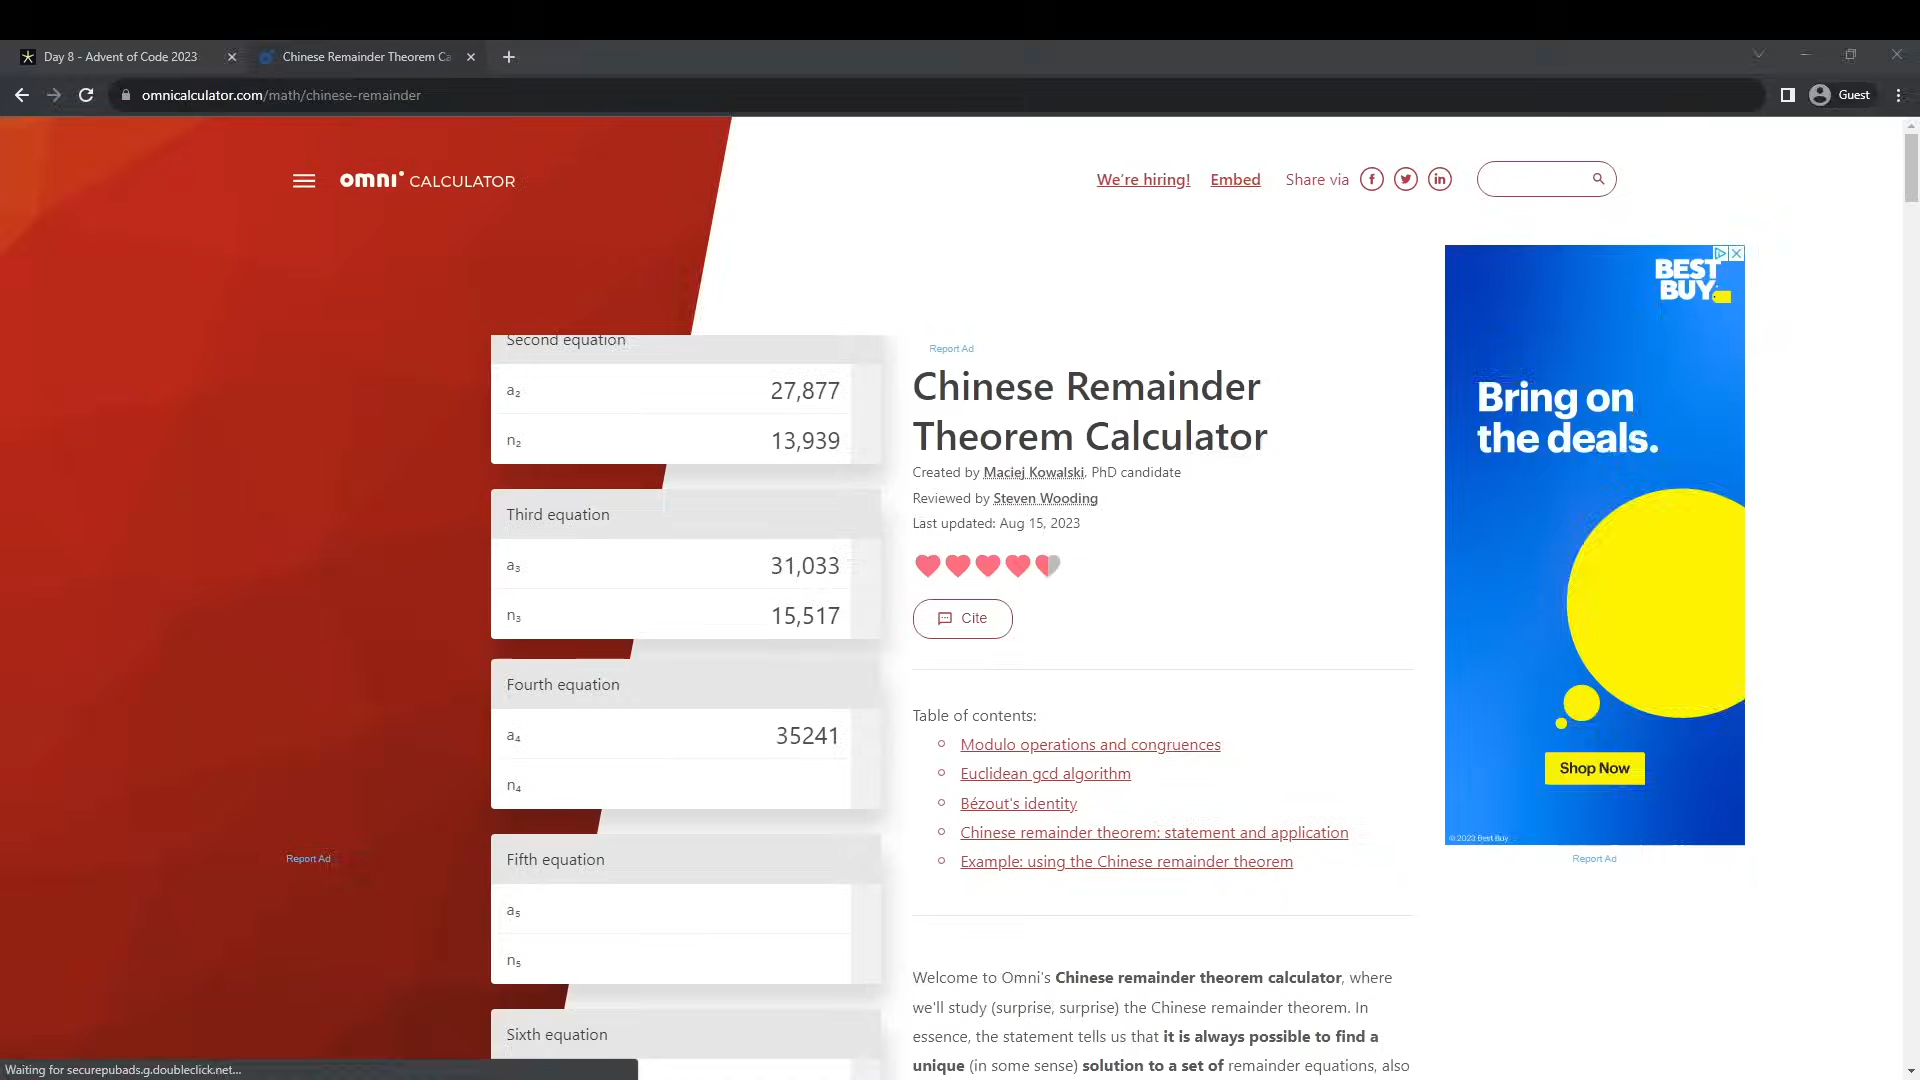 Day 8 - Advent of Code 2023
Chinese Remainder Theorem Ca
omnicalculator.com/math/chinese-remainder
Guest
omni CALCULATOR
We're hiring!
Embed
Share via
BEST
BUY
Bring on
the deals.
Shop Now
© 2023 Best Buy
Report Ad
Second equation
a₂
27,877
n₂
13,939
Third equation
a₃
31,033
n₃
15,517
Fourth equation
a₄
35241
n₄
Fifth equation
a₅
n₅
Sixth equation
Report Ad
Report Ad
Chinese Remainder
Theorem Calculator
Created by Maciej Kowalski, PhD candidate
Reviewed by Steven Wooding
Last updated: Aug 15, 2023
Cite
Table of contents:
Modulo operations and congruences
Euclidean gcd algorithm
Bézout's identity
Chinese remainder theorem: statement and application
Example: using the Chinese remainder theorem
Welcome to Omni's Chinese remainder theorem calculator, where
we'll study (surprise, surprise) the Chinese remainder theorem. In
essence, the statement tells us that it is always possible to find a
unique (in some sense) solution to a set of remainder equations, also
Waiting for securepubads.g.doubleclick.net...